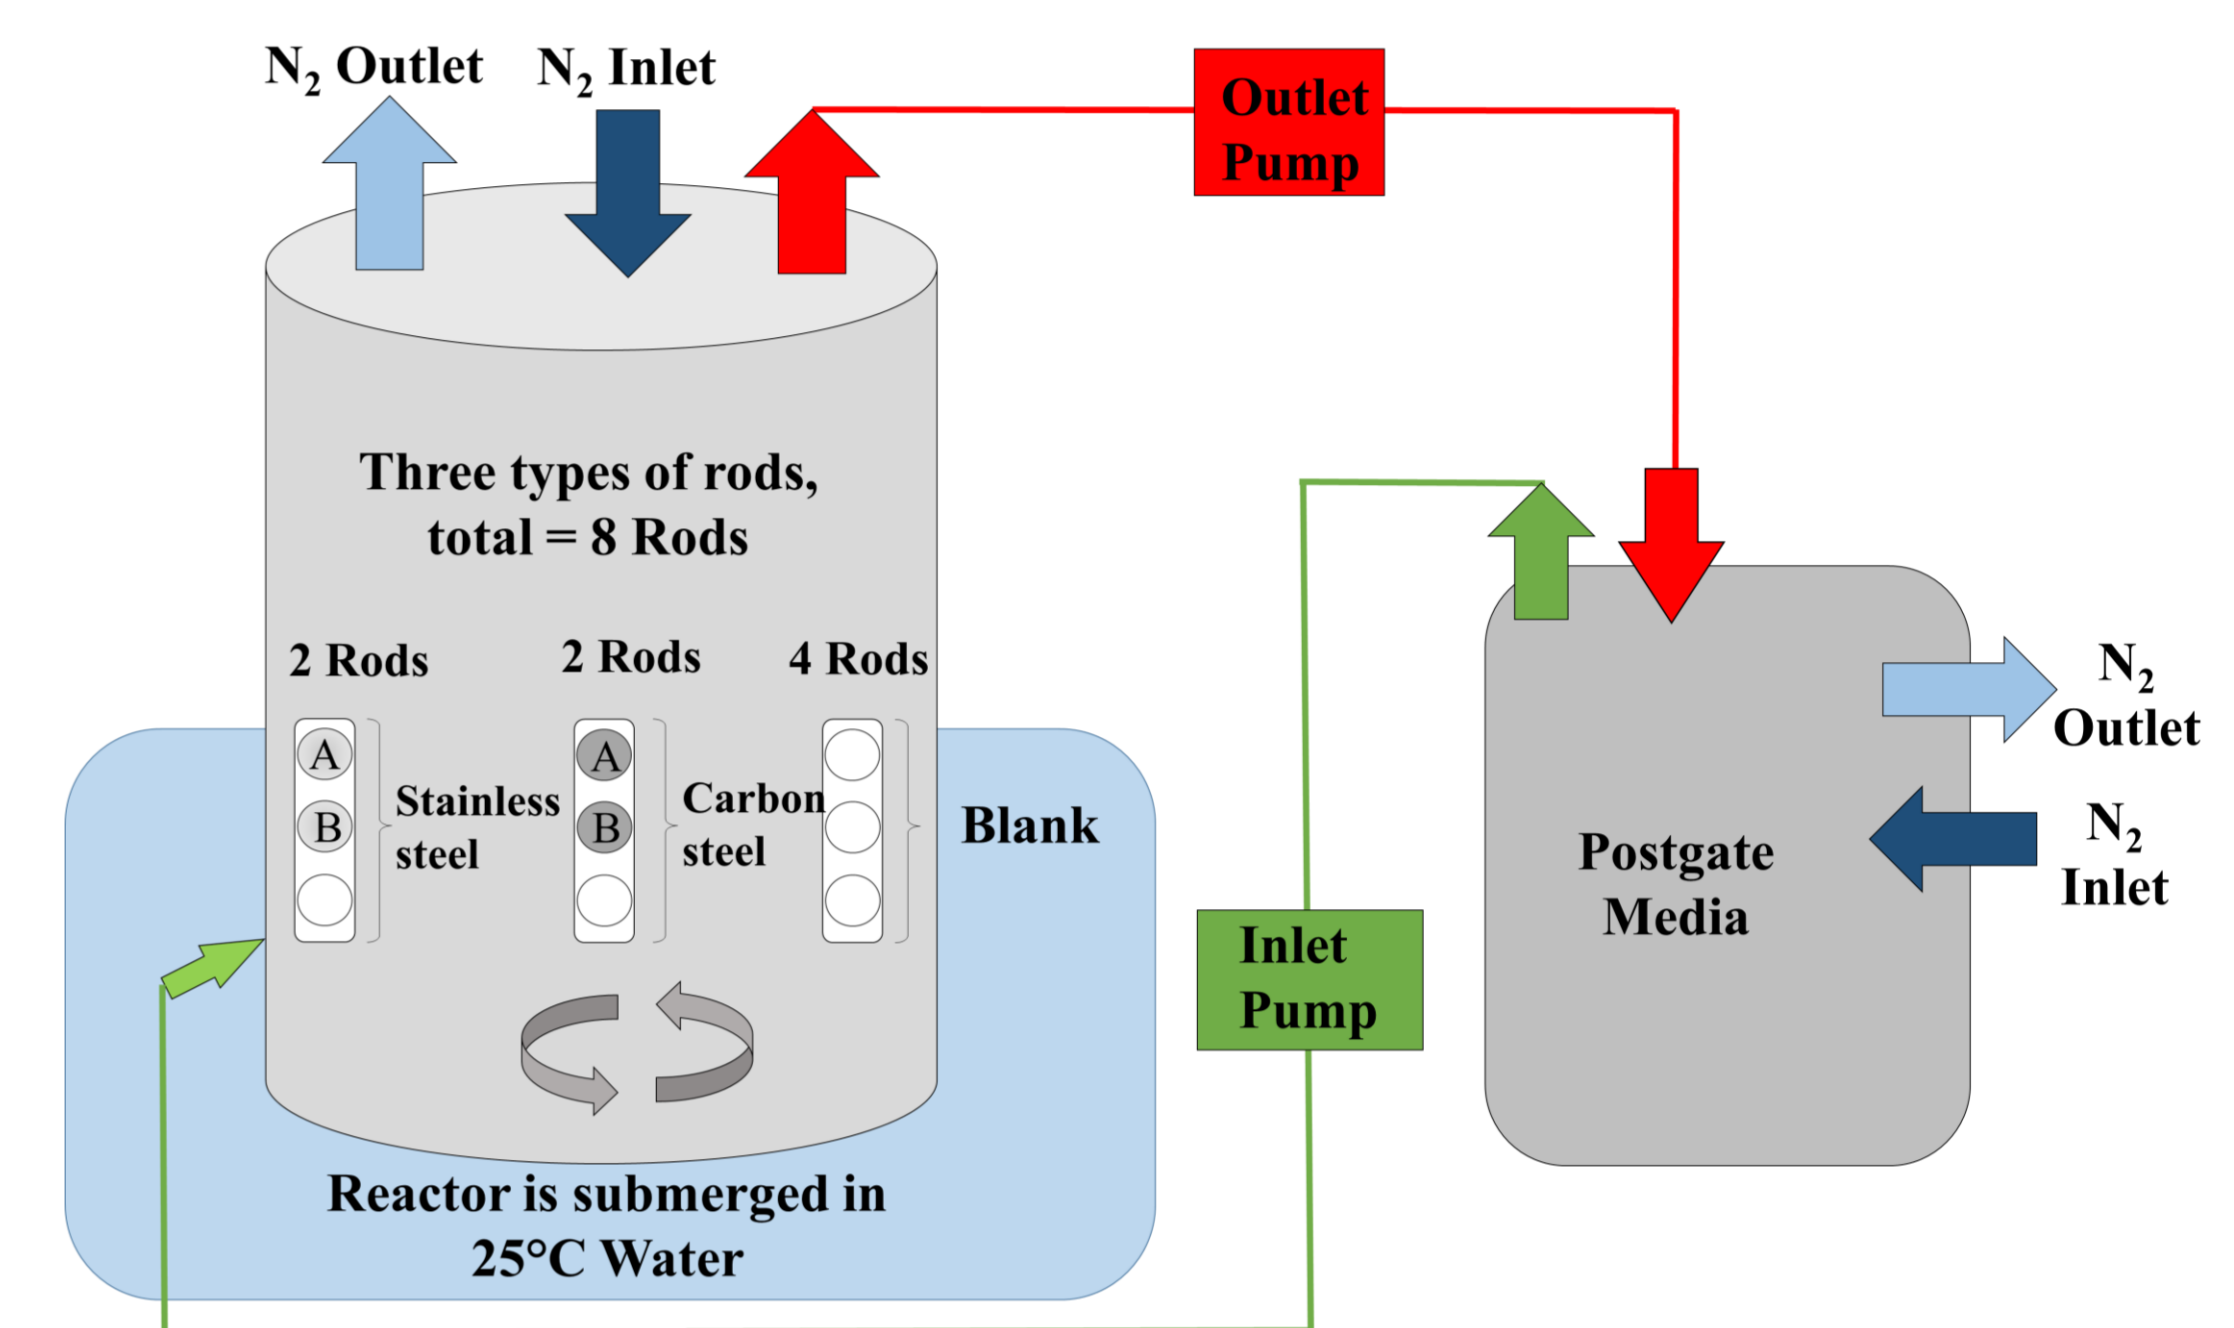 N₂ Outlet
N₂ Inlet
Outlet
Pump
Three types of rods,
total = 8 Rods
2 Rods
2 Rods
4 Rods
A
B
Stainless
steel
A
B
Carbon
steel
Blank
Inlet
Pump
Postgate
Media
N₂
Outlet
N₂
Inlet
Reactor is submerged in
25°C Water